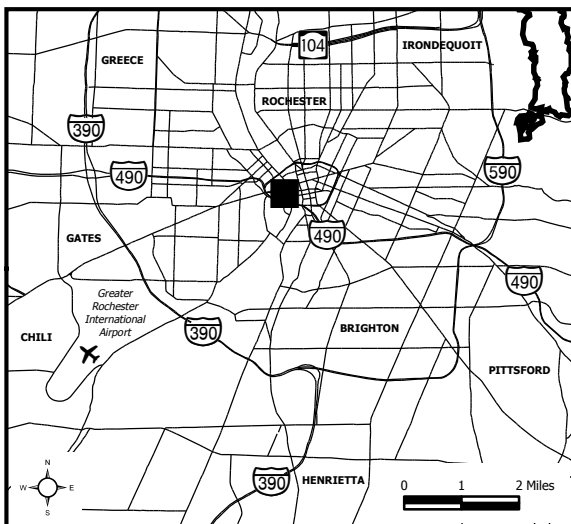 104
IRONDEQUOIT
GREECE
ROCHESTER
390
490
590
490
GATES
490
Greater
Rochester
International
Airport
390
BRIGHTON
CHILI
PITTSFORD
N
W E
S
390
HENRIETTA
0 1 2 Miles